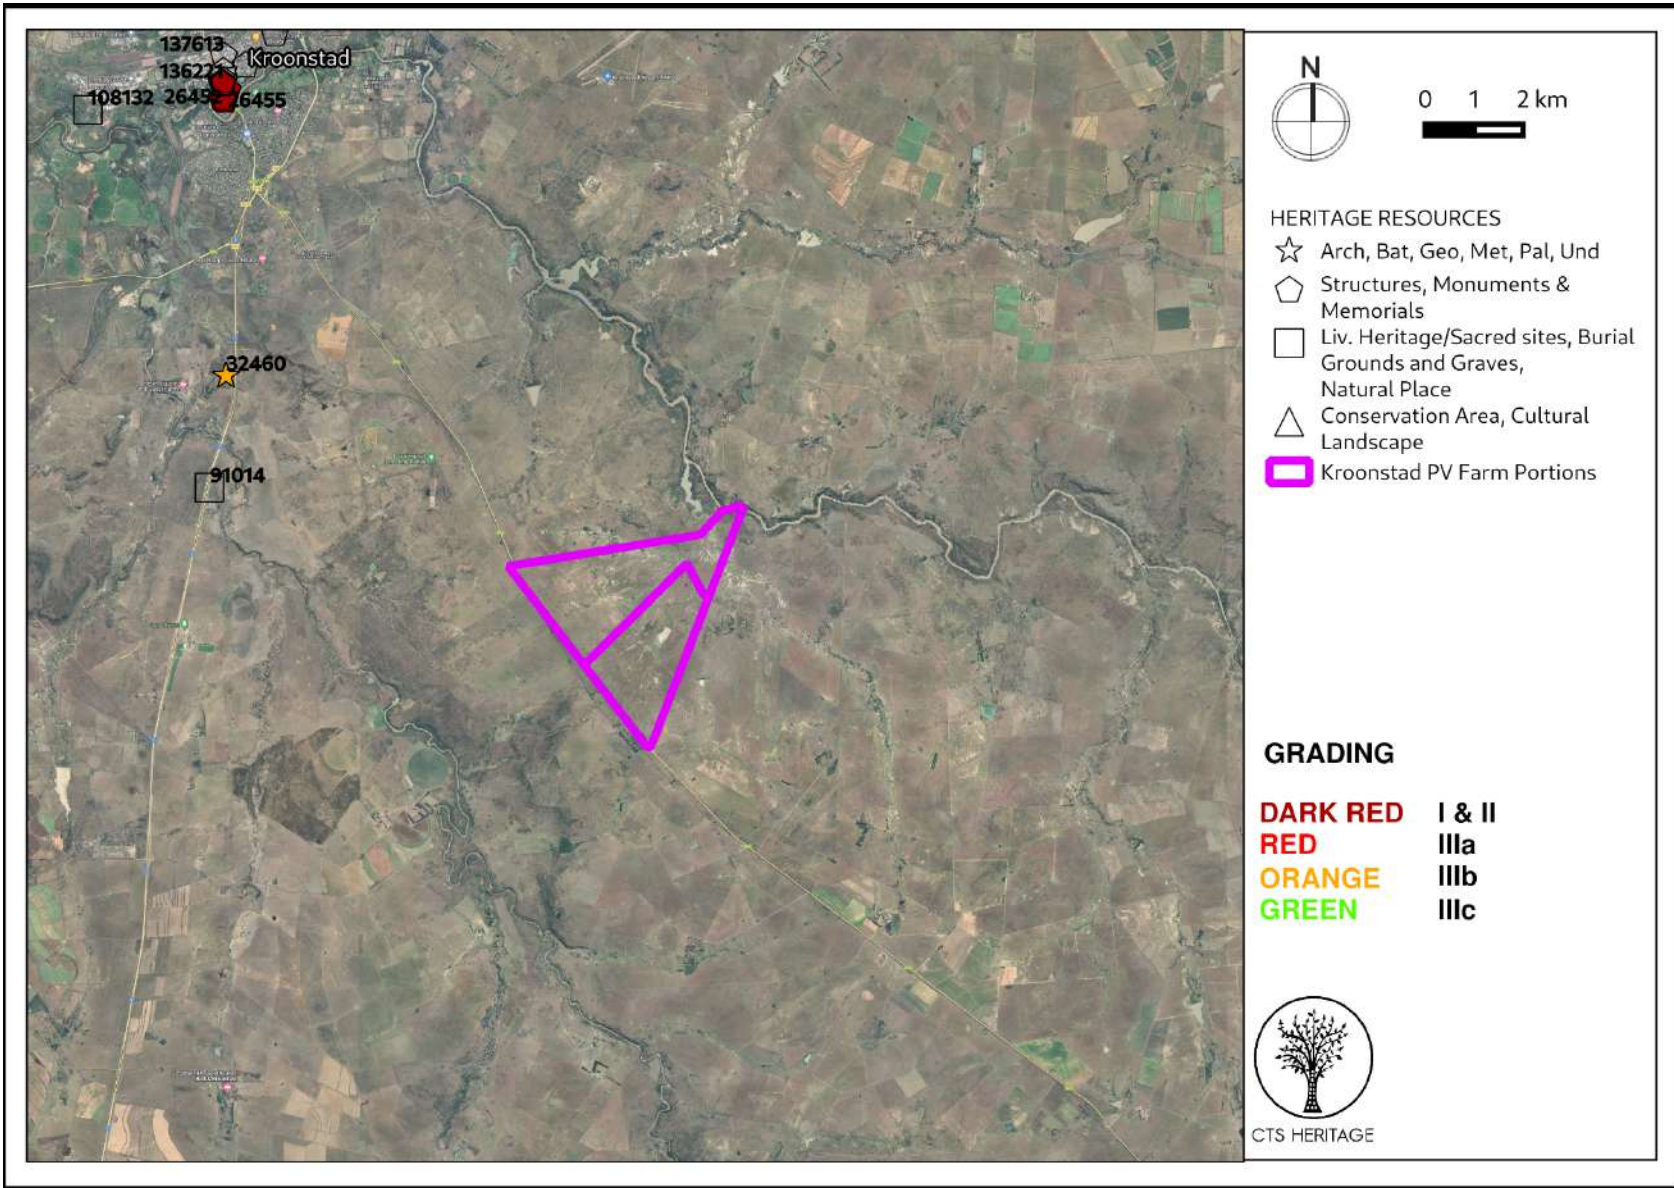 137613
Kroonstad
136221
108132
26455
32460
91014
N
0 1 2 km
HERITAGE RESOURCES
Arch, Bat, Geo, Met, Pal, Und
Structures, Monuments &
Memorials
Liv. Heritage/Sacred sites, Burial
Grounds and Graves,
Natural Place
Conservation Area, Cultural
Landscape
Kroonstad PV Farm Portions
GRADING
DARK RED I & II
RED IIIa
ORANGE IIIb
GREEN IIIc
CTS HERITAGE